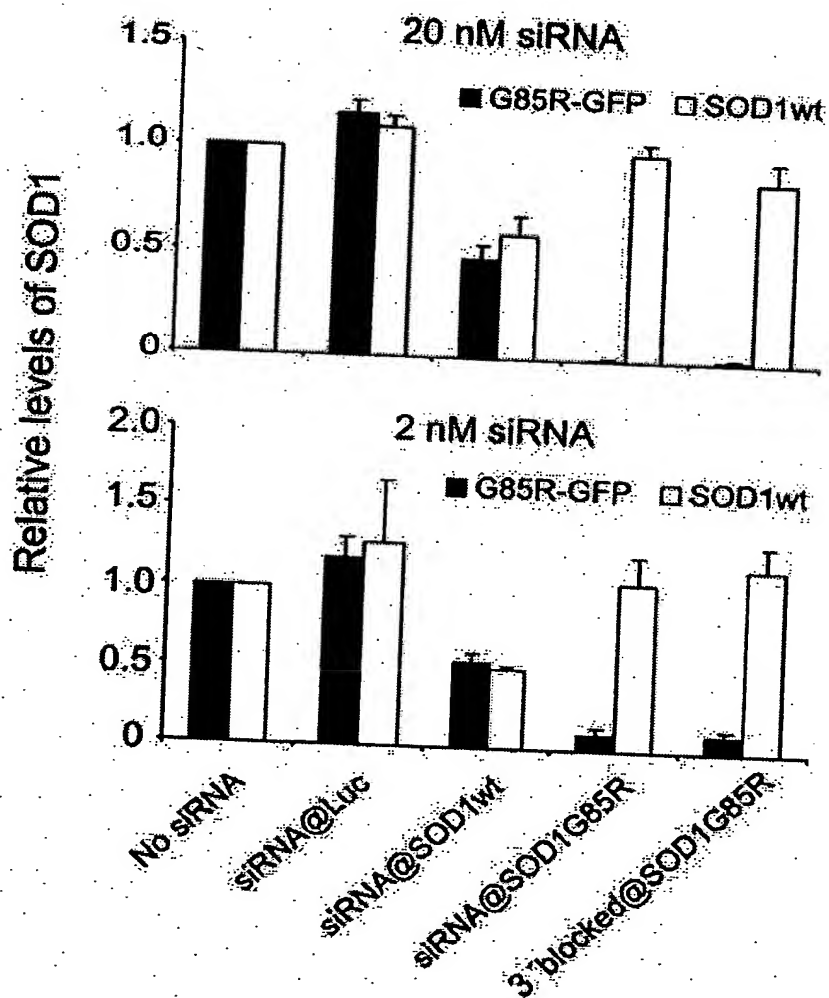 20 nM siRNA
1.5
G85R-GFP SOD1wt
1.0
0.5
0
Relative levels of SOD1
2 nM siRNA
2.0
G85R-GFP SOD1wt
1.5
1.0
0.5
0
No siRNA
siRNA@Luc
siRNA@SOD1wt
siRNA@SOD1G85R
3' blocked@SOD1G85R